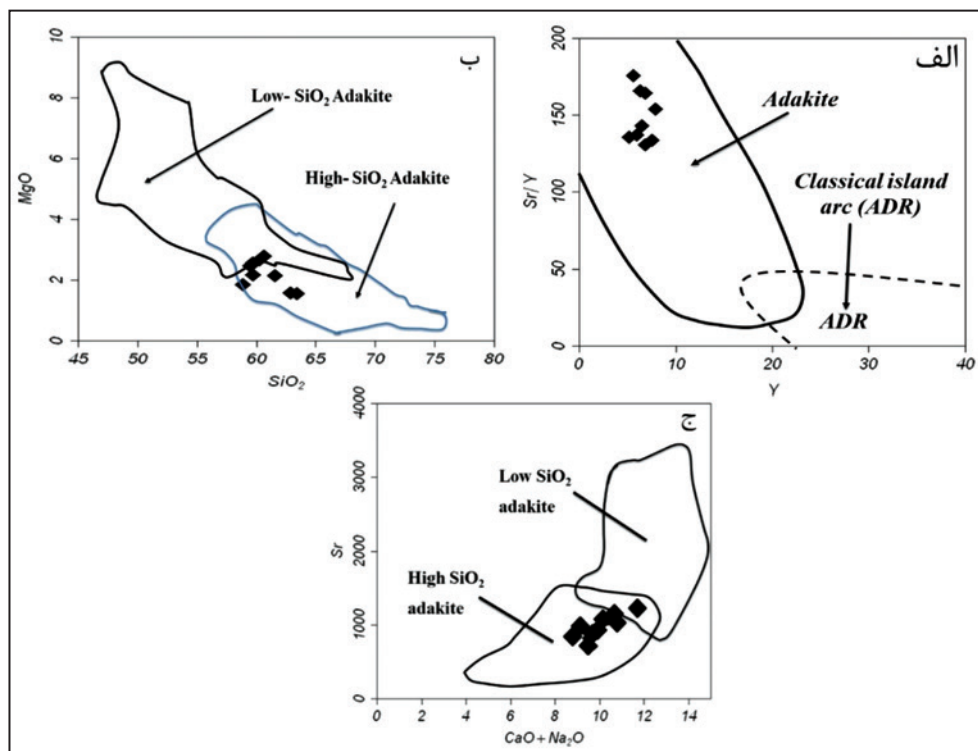 الف
200
150
100
50
0
Sr/Y
Adakite
Classical island
arc (ADR)
ADR
0
10
20
30
40
Y
ب
10
8
6
4
2
0
MgO
Low- SiO₂ Adakite
High- SiO₂ Adakite
45
50
55
60
65
70
75
80
SiO₂
ج
4000
3000
2000
1000
0
Sr
Low SiO₂
adakite
High SiO₂
adakite
0
2
4
6
8
10
12
14
CaO+Na₂O